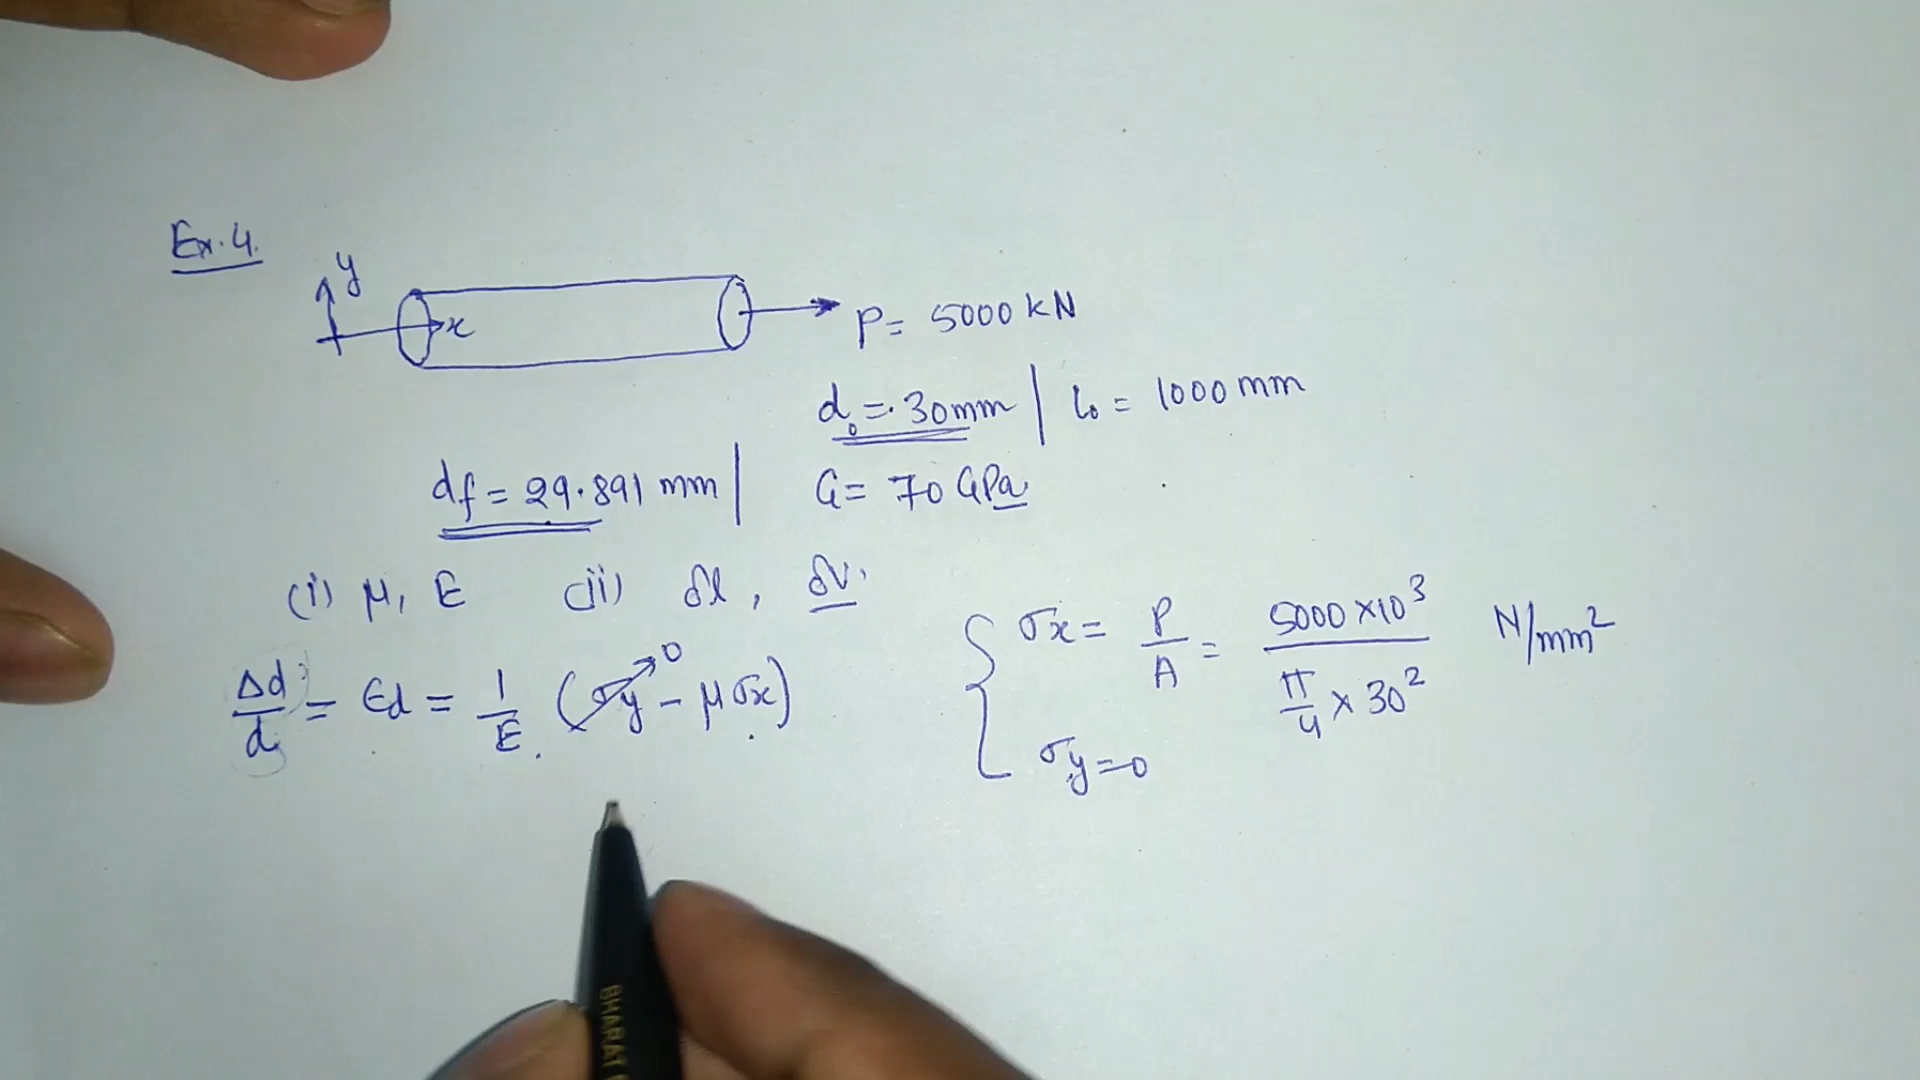 Ex.4.
y
x
P = 5000 kN
d₀ = 30mm | l₀ = 1000 mm
df = 29.891 mm | G = 70 GPa
(i) μ, E (ii) δl, δV.
Δd/d = ϵd = 1/E (σy→0 - μσx)
{ σx = P/A = 5000 × 10³ / π/4 × 30² N/mm²
σy = 0
BHARAT